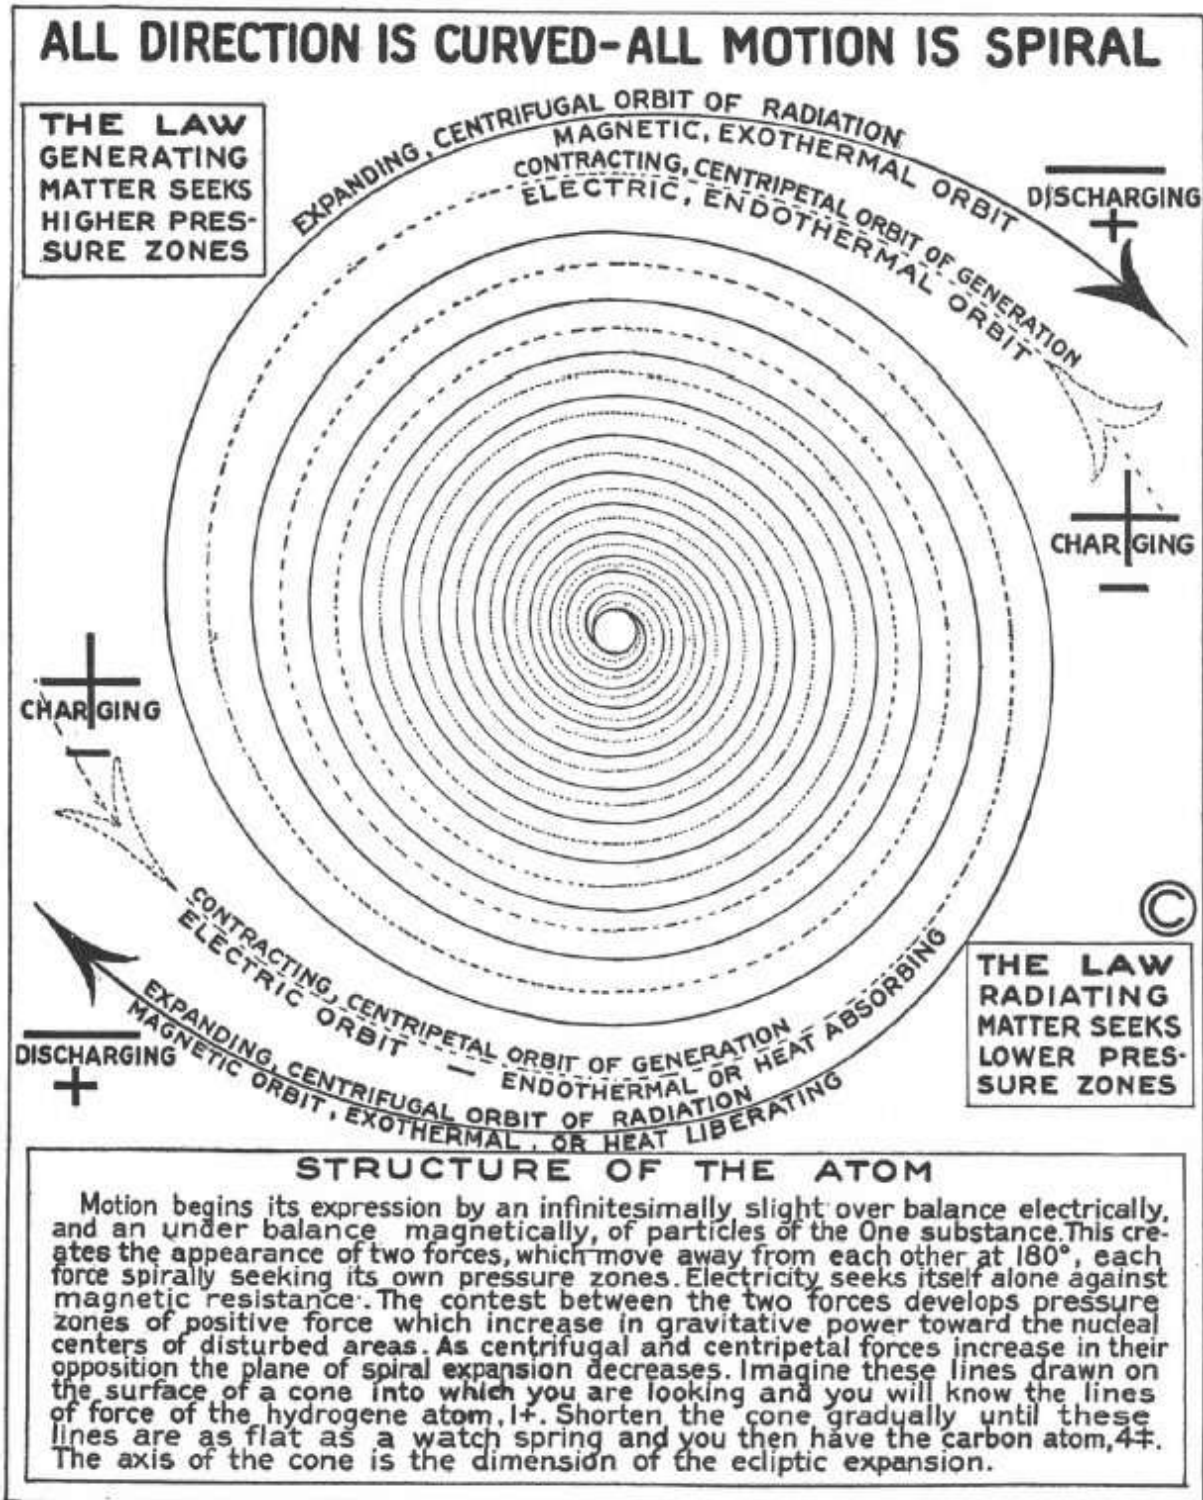 ALL DIRECTION IS CURVED-ALL MOTION IS SPIRAL
THE LAW
GENERATING
MATTER SEEKS
HIGHER PRES-
SURE ZONES
EXPANDING, CENTRIFUGAL ORBIT OF RADIATION
MAGNETIC, EXOTHERMAL ORBIT
CONTRACTING, CENTRIPETAL ORBIT OF GENERATION
ELECTRIC, ENDOTHERMAL ORBIT
—
DISCHARGING
+
+
CHARGING
—
+
CHARGING
—
CONTRACTING, CENTRIPETAL ORBIT OF GENERATION
ELECTRIC ORBIT — ENDOTHERMAL OR HEAT ABSORBING
EXPANDING, CENTRIFUGAL ORBIT OF RADIATION
MAGNETIC ORBIT, EXOTHERMAL, OR HEAT LIBERATING
—
DISCHARGING
+
©
THE LAW
RADIATING
MATTER SEEKS
LOWER PRES-
SURE ZONES
STRUCTURE OF THE ATOM
Motion begins its expression by an infinitesimally slight over balance electrically,
and an under balance magnetically, of particles of the One substance. This cre-
ates the appearance of two forces, which move away from each other at 180°, each
force spirally seeking its own pressure zones. Electricity seeks itself alone against
magnetic resistance. The contest between the two forces develops pressure
zones of positive force which increase in gravitative power toward the nucleal
centers of disturbed areas. As centrifugal and centripetal forces increase in their
opposition the plane of spiral expansion decreases. Imagine these lines drawn on
the surface of a cone into which you are looking and you will know the lines
of force of the hydrogene atom, 1+. Shorten the cone gradually until these
lines are as flat as a watch spring and you then have the carbon atom, 4‡.
The axis of the cone is the dimension of the ecliptic expansion.